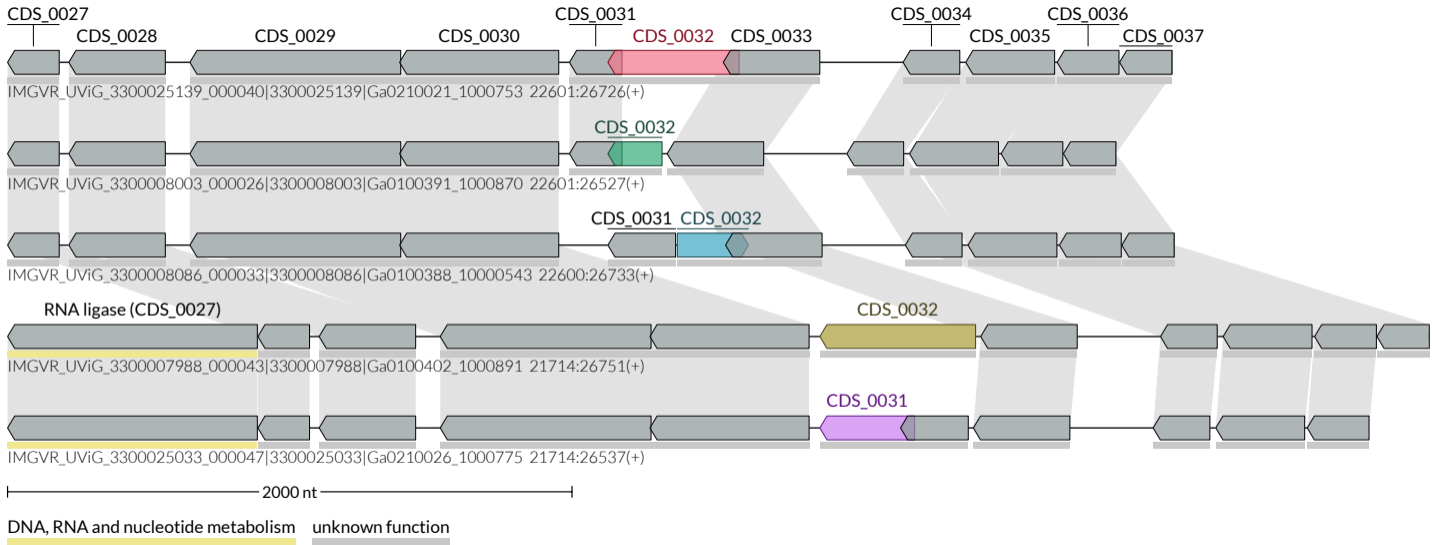 CDS_0027 CDS_0031 CDS_0034 CDS_0036
CDS_0028 CDS_0029 CDS_0030 CDS_0032 CDS_0033 CDS_0035 CDS_0037
IMGVR_UViG_3300025139_000040|3300025139|Ga0210021_1000753 22601:26726(+)
CDS_0032
IMGVR_UViG_3300008003_000026|3300008003|Ga0100391_1000870 22601:26527(+)
CDS_0031 CDS_0032
IMGVR_UViG_3300008086_000033|3300008086|Ga0100388_10000543 22600:26733(+)
RNA ligase (CDS_0027) CDS_0032
IMGVR_UViG_3300007988_000043|3300007988|Ga0100402_1000891 21714:26751(+)
CDS_0031
IMGVR_UViG_3300025033_000047|3300025033|Ga0210026_1000775 21714:26537(+)
2000 nt
DNA, RNA and nucleotide metabolism unknown function